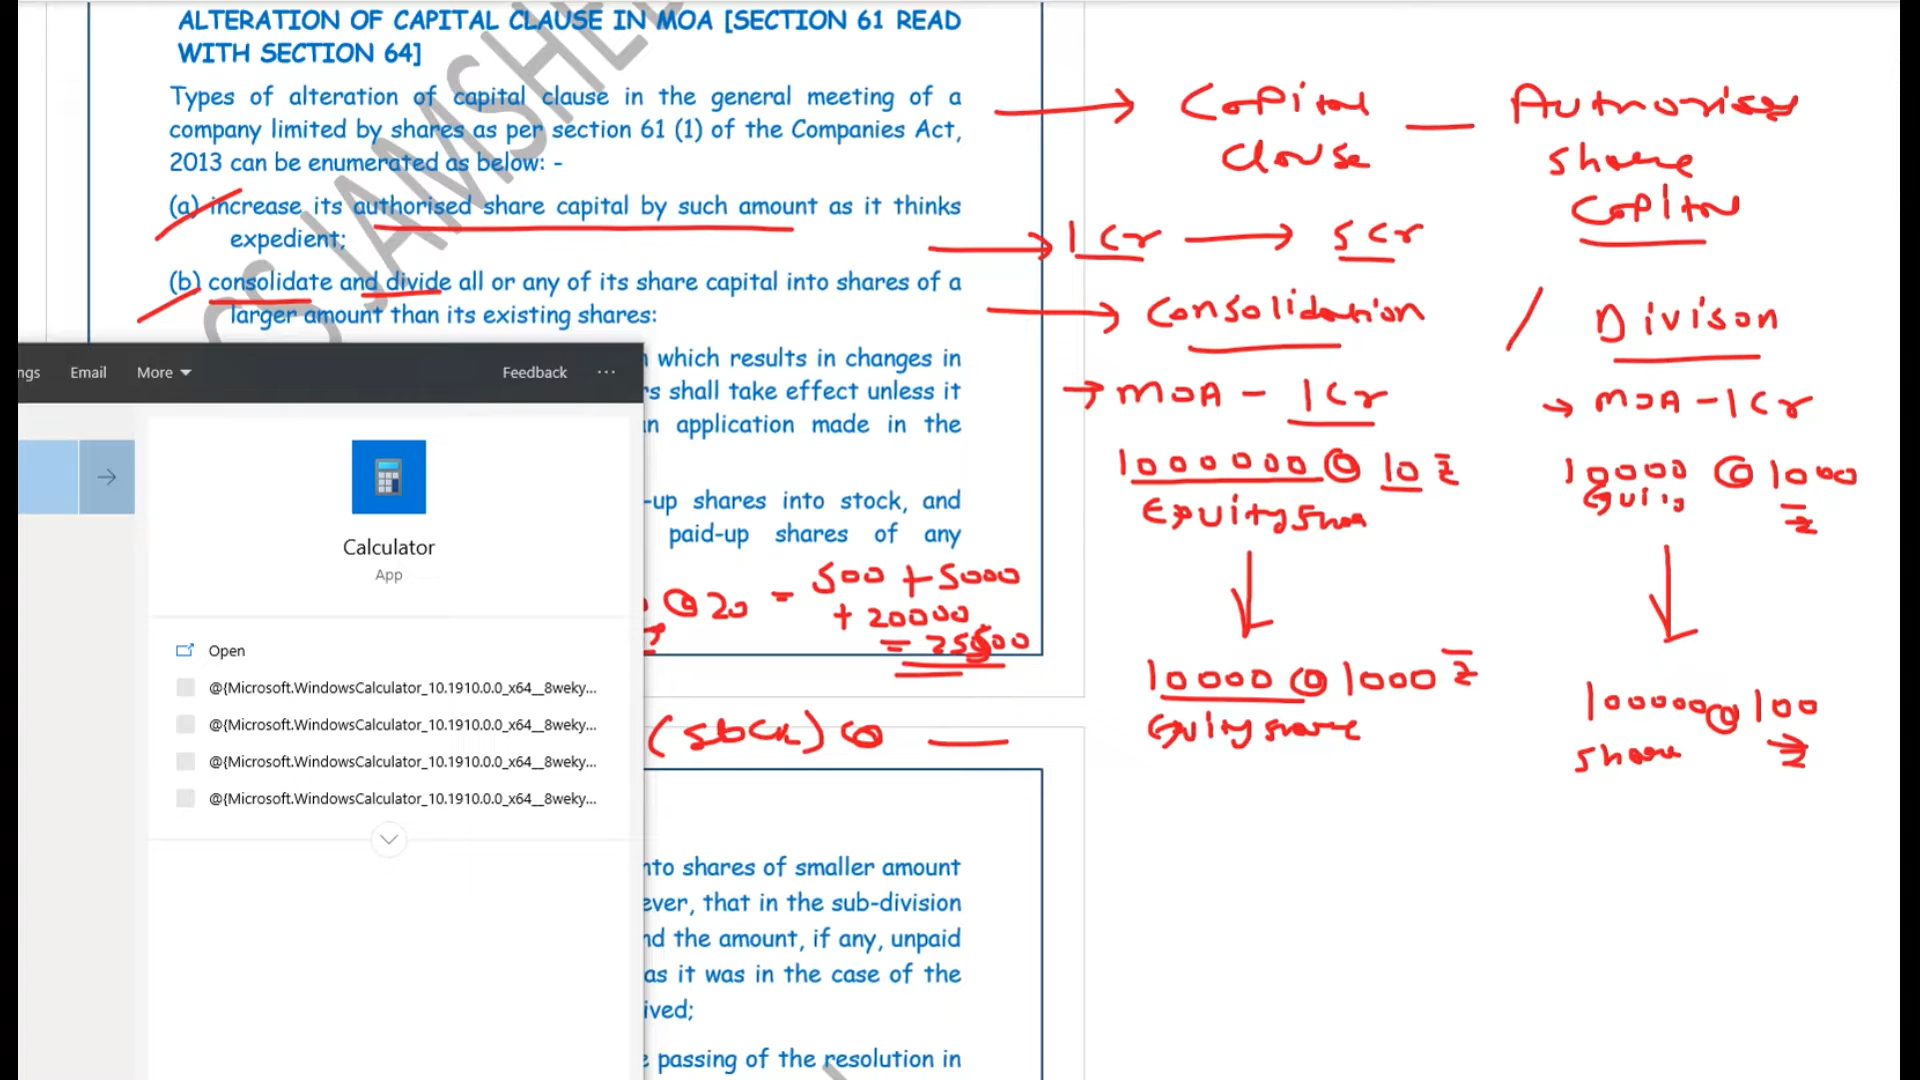 ALTERATION OF CAPITAL CLAUSE IN MOA [SECTION 61 READ
WITH SECTION 64]
Types of alteration of capital clause in the general meeting of a
company limited by shares as per section 61 (1) of the Companies Act,
2013 can be enumerated as below: -
(a) increase its authorised share capital by such amount as it thinks
expedient;
(b) consolidate and divide all or any of its share capital into shares of a
larger amount than its existing shares:
which results in changes in
shall take effect unless it
application made in the
-up shares into stock, and
paid-up shares of any
@ 20 = 500 + 5000
+ 20000
= 25500
(stock) @ —
shares of smaller amount
that in the sub-division
the amount, if any, unpaid
as it was in the case of the
passing of the resolution in
CS JAMSHE
Email
More
Feedback
Calculator
App
Open
@{Microsoft.WindowsCalculator_10.1910.0.0_x64__8weky...
@{Microsoft.WindowsCalculator_10.1910.0.0_x64__8weky...
@{Microsoft.WindowsCalculator_10.1910.0.0_x64__8weky...
@{Microsoft.WindowsCalculator_10.1910.0.0_x64__8weky...
Capital — Authorised
Clause share
Capital
1 Cr → 5 Cr
→ Consolidation / Divison
→ MOA - 1 Cr
1000000 @ 10
Equity Share
10000 @ 1000
Equity share
→ MOA - 1 Cr
10000 @ 1000
Equity
100000 @ 100
share